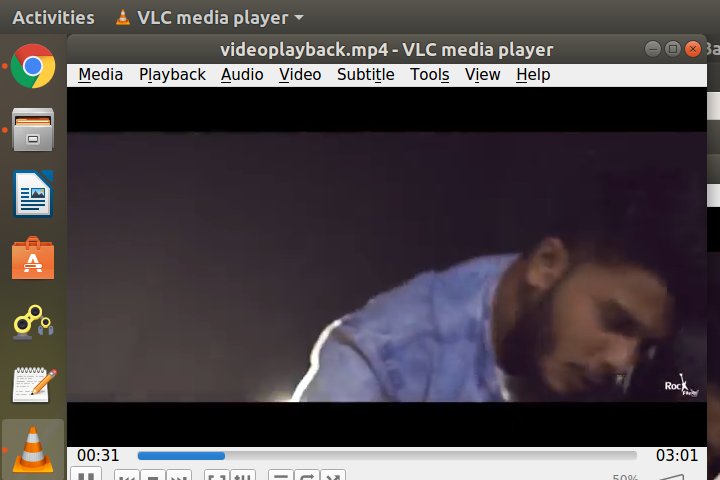 Activities VLC media player
videoplayback.mp4 - VLC media player
Media Playback Audio Video Subtitle Tools View Help
Rock
00:31 03:01
50%